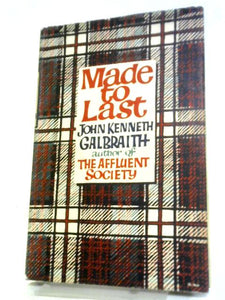 Made
to
Last
JOHN KENNETH
GALBRAITH
author of
THE AFFLUENT
SOCIETY